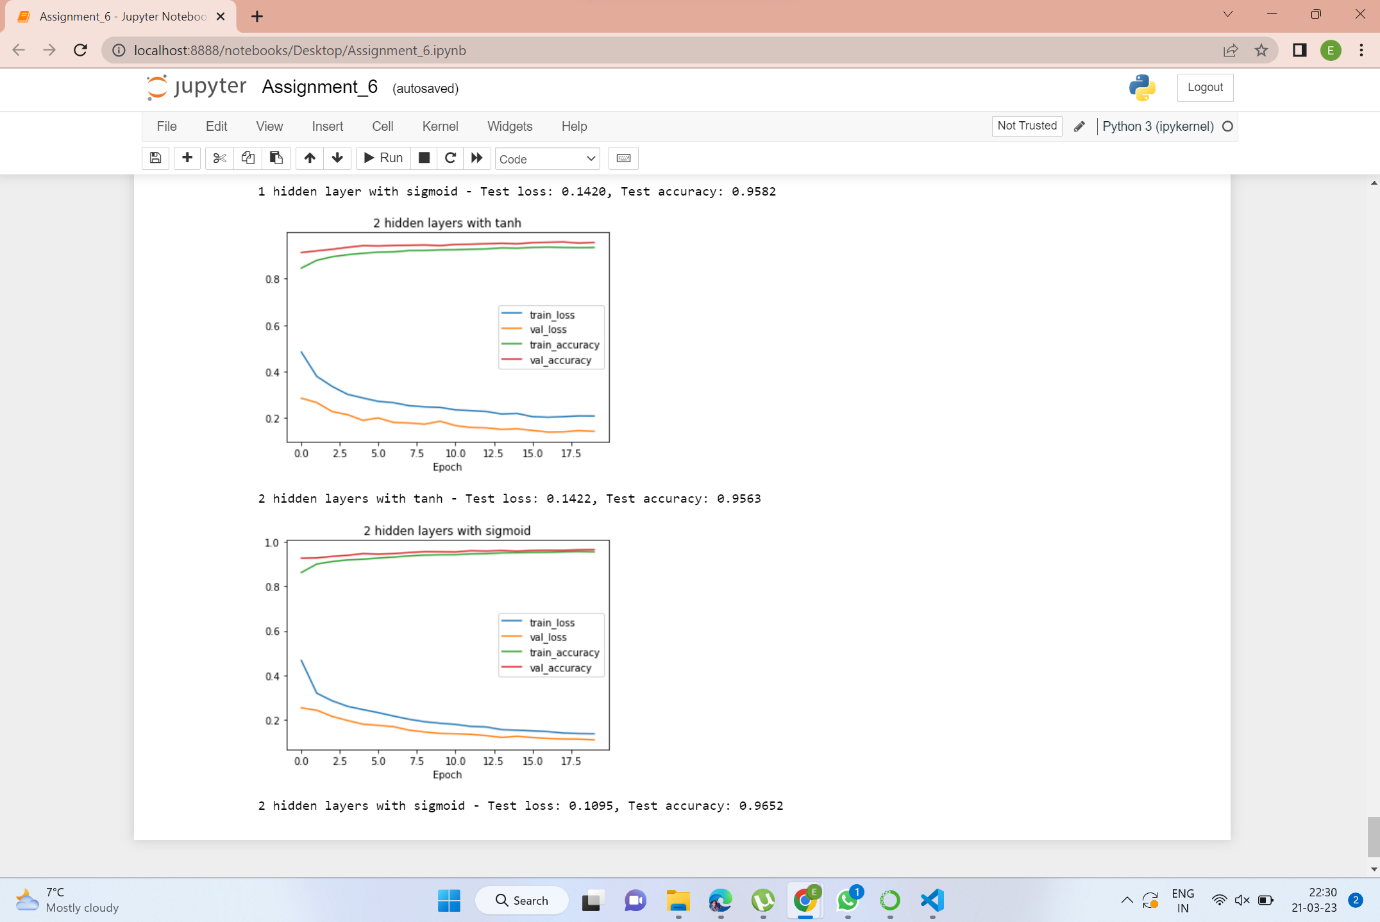 Assignment_6 - Jupyter Noteboo
localhost:8888/notebooks/Desktop/Assignment_6.ipynb
E
jupyter Assignment_6 (autosaved)
Logout
File Edit View Insert Cell Kernel Widgets Help
Not Trusted Python 3 (ipykernel)
Run Code
1 hidden layer with sigmoid - Test loss: 0.1420, Test accuracy: 0.9582
2 hidden layers with tanh
0.8
0.6
0.4
0.2
train_loss
val_loss
train_accuracy
val_accuracy
0.0 2.5 5.0 7.5 10.0 12.5 15.0 17.5
Epoch
2 hidden layers with tanh - Test loss: 0.1422, Test accuracy: 0.9563
2 hidden layers with sigmoid
1.0
0.8
0.6
0.4
0.2
train_loss
val_loss
train_accuracy
val_accuracy
0.0 2.5 5.0 7.5 10.0 12.5 15.0 17.5
Epoch
2 hidden layers with sigmoid - Test loss: 0.1095, Test accuracy: 0.9652
7°C
Mostly cloudy
Search
E
1
ENG
IN
22:30
21-03-23
2